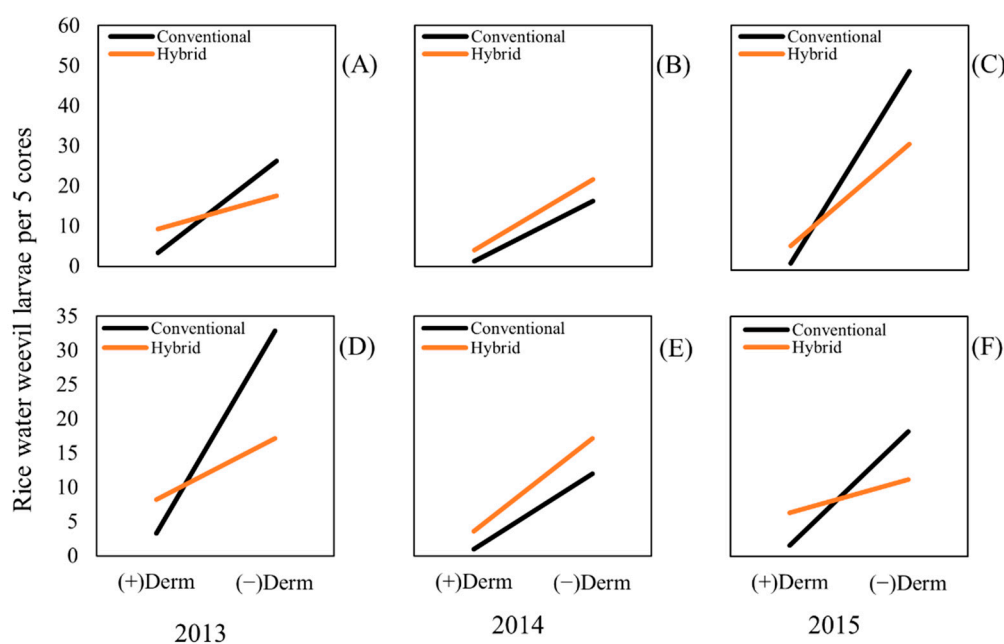 Rice water weevil larvae per 5 cores
60
50
40
30
20
10
0
Conventional
Hybrid
(A)
Conventional
Hybrid
(B)
Conventional
Hybrid
(C)
35
30
25
20
15
10
5
0
Conventional
Hybrid
(D)
Conventional
Hybrid
(E)
Conventional
Hybrid
(F)
(+)Derm (−)Derm
(+)Derm (−)Derm
(+)Derm (−)Derm
2013
2014
2015